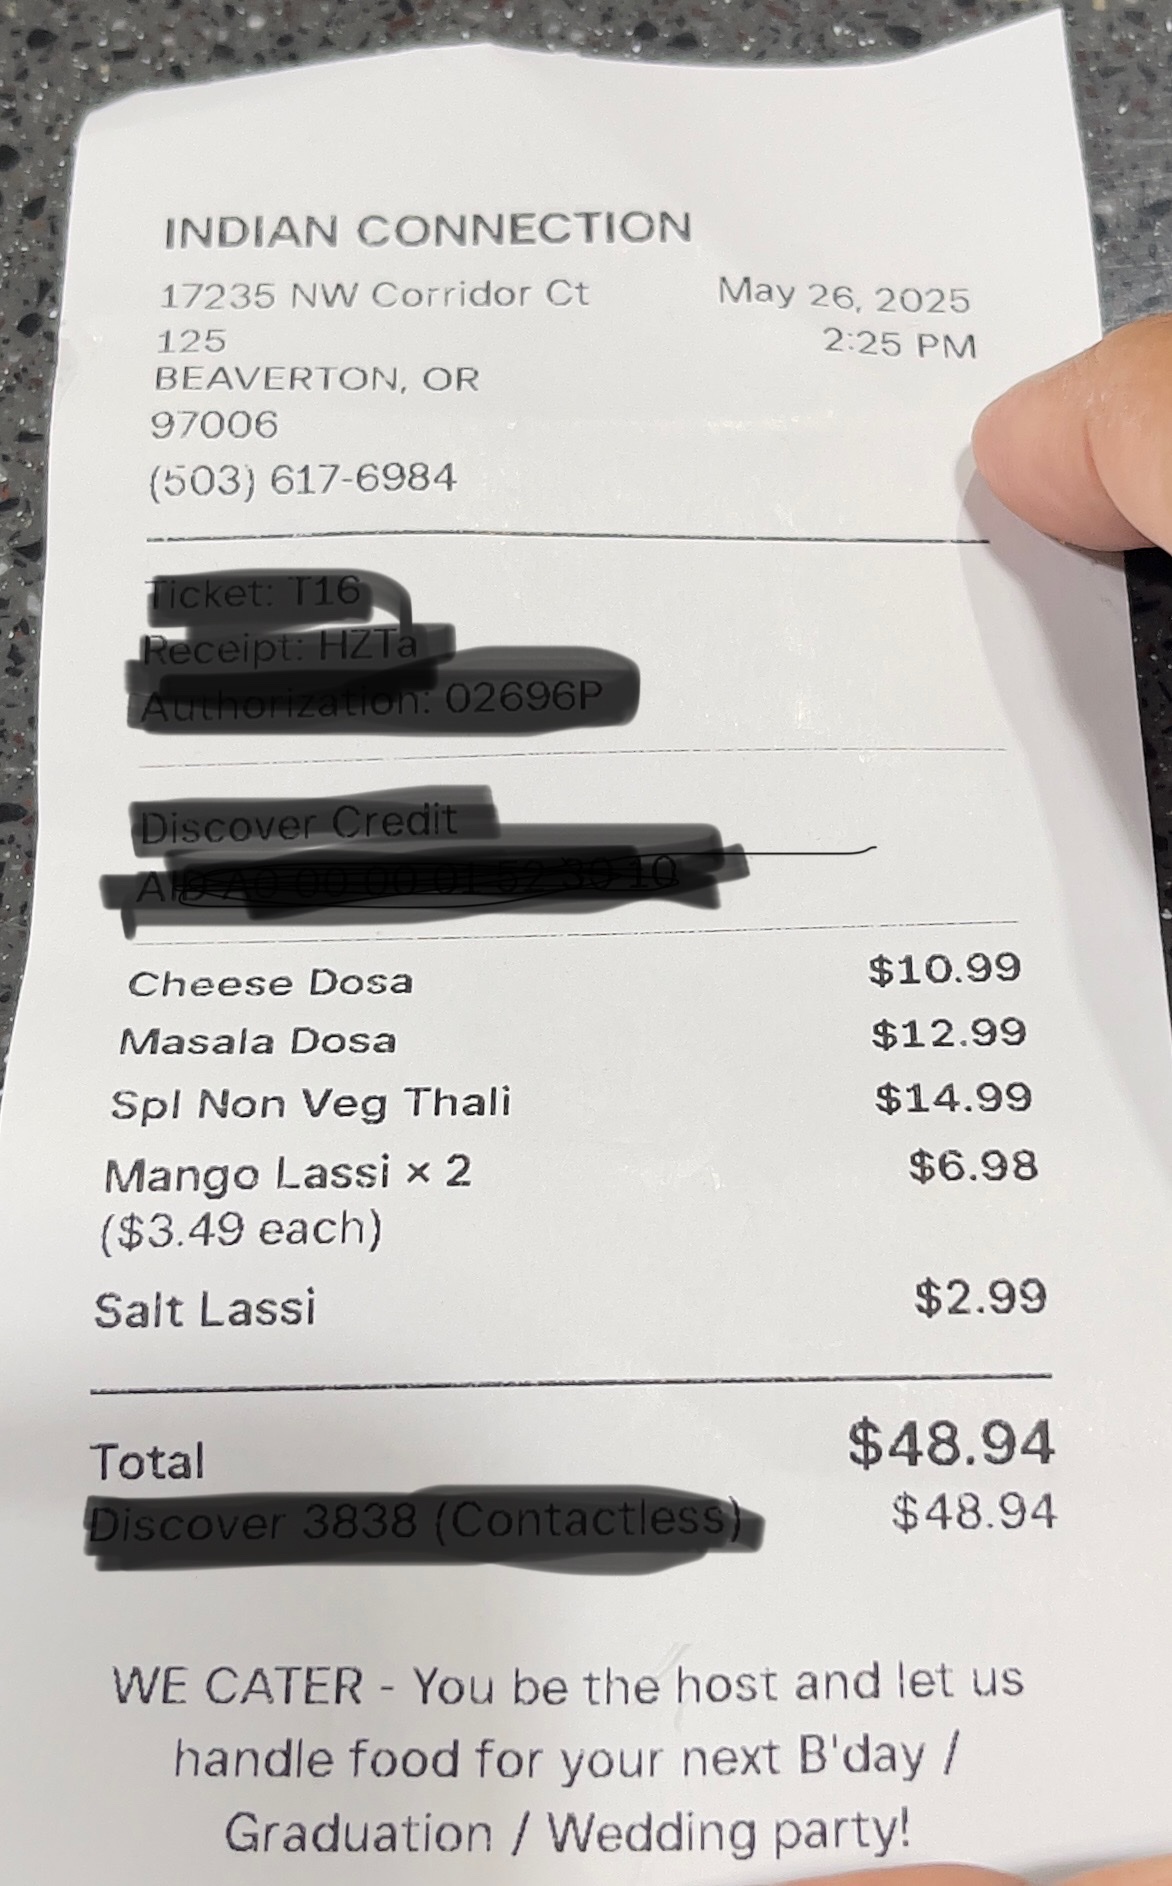 INDIAN CONNECTION
17235 NW Corridor Ct
125
BEAVERTON, OR
97006
(503) 617-6984
May 26, 2025
2:25 PM
Cheese Dosa $10.99
Masala Dosa $12.99
Spl Non Veg Thali $14.99
Mango Lassi × 2 $6.98
($3.49 each)
Salt Lassi $2.99
Total $48.94
$48.94
WE CATER - You be the host and let us
handle food for your next B'day /
Graduation / Wedding party!